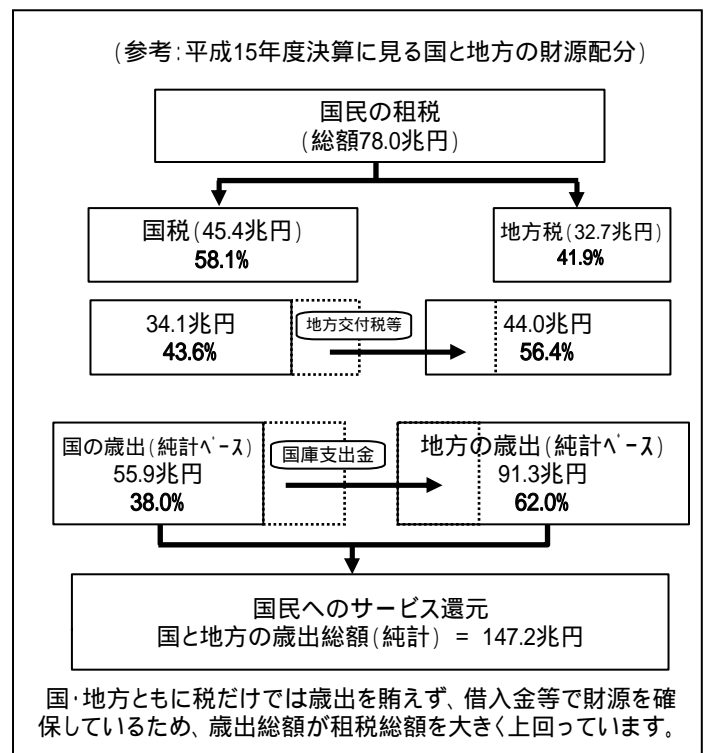 (参考:平成15年度決算に見る国と地方の財源配分)
国民の租税
(総額78.0兆円)
国税(45.4兆円)
58.1%
地方税(32.7兆円)
41.9%
34.1兆円
43.6%
地方交付税等
44.0兆円
56.4%
国の歳出(純計ベース)
55.9兆円
38.0%
国庫支出金
地方の歳出(純計ベース)
91.3兆円
62.0%
国民へのサービス還元
国と地方の歳出総額(純計) = 147.2兆円
国・地方ともに税だけでは歳出を賄えず、借入金等で財源を確
保しているため、歳出総額が租税総額を大きく上回っています。